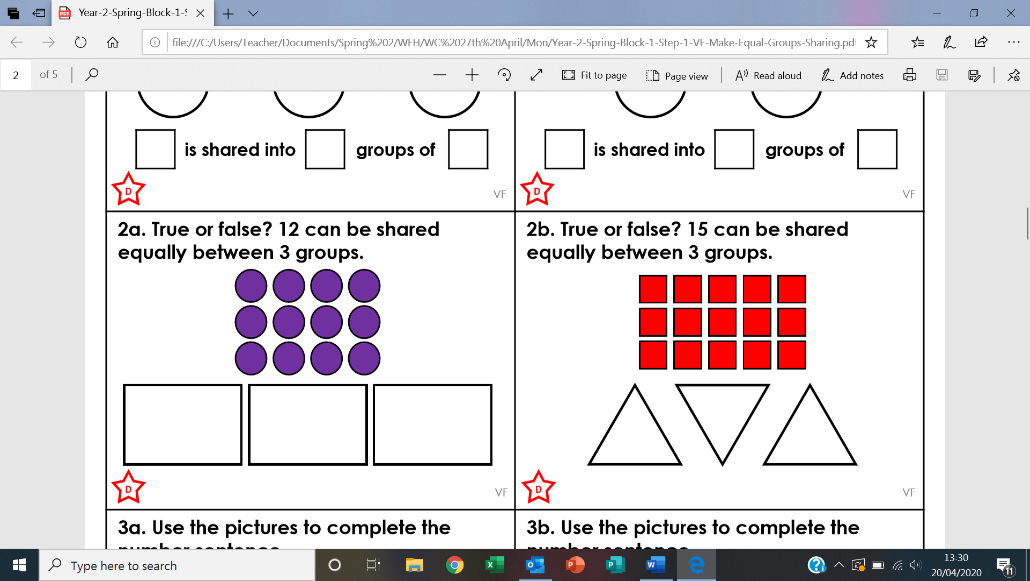 Year-2-Spring-Block-1-S
file:///C:/Users/Teacher/Documents/Spring%202/WFH/WC%2027th%20April/Mon/Year-2-Spring-Block-1-Step-1-VF-Make-Equal-Groups-Sharing.pdf
2 of 5
Fit to page
Page view
Read aloud
Add notes
is shared into groups of
D
VF
is shared into groups of
D
VF
2a. True or false? 12 can be shared
equally between 3 groups.
D
VF
2b. True or false? 15 can be shared
equally between 3 groups.
D
VF
3a. Use the pictures to complete the
number sentence.
3b. Use the pictures to complete the
number sentence.
Type here to search
13:30
20/04/2020
11